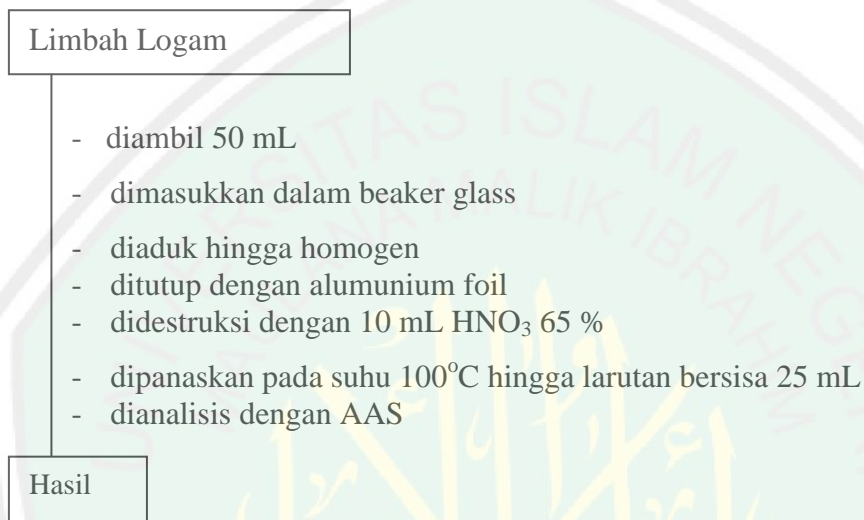 Limbah Logam
- diambil 50 mL
- dimasukkan dalam beaker glass
- diaduk hingga homogen
- ditutup dengan alumunium foil
- didestruksi dengan 10 mL HNO₃ 65 %
- dipanaskan pada suhu 100°C hingga larutan bersisa 25 mL
- dianalisis dengan AAS
Hasil